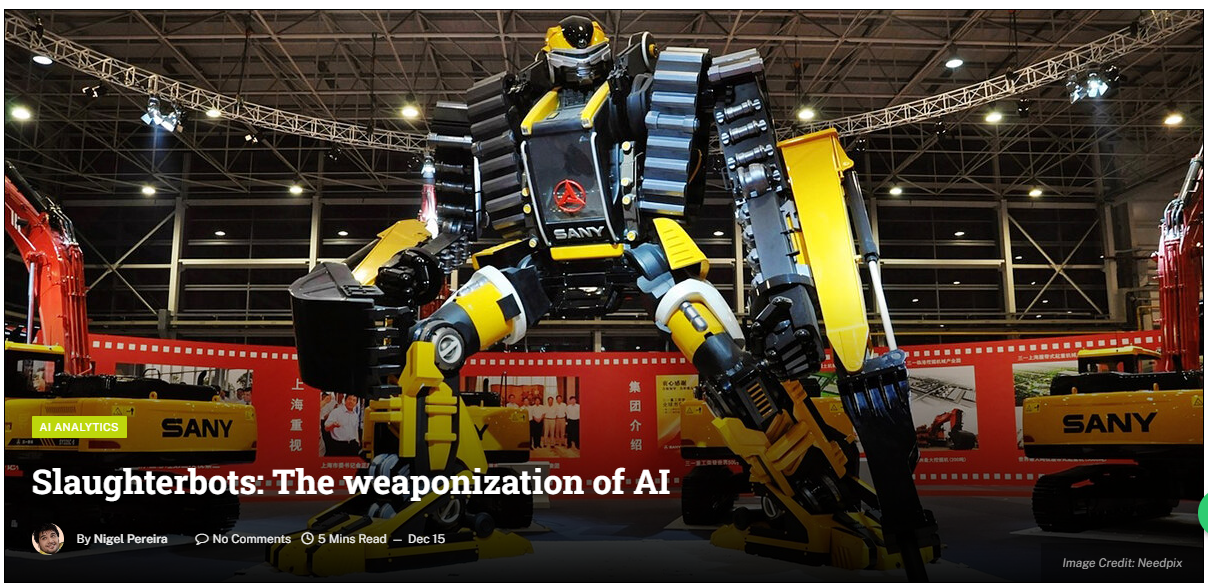 SANY
上海重视
集团介绍
SANY
SANY
AI ANALYTICS
Slaughterbots: The weaponization of AI
By Nigel Pereira No Comments 5 Mins Read — Dec 15
Image Credit: Needpix